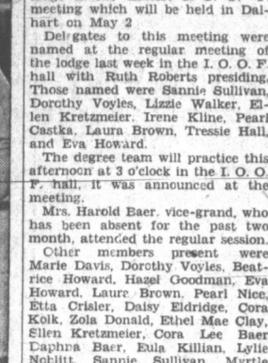 meeting which will be held in Dal-
hart on May 2
Delegates to this meeting were
named at the regular meeting of
the lodge last week in the I. O. O. F
hall with Ruth Roberts presiding.
Those named were Sannie Sullivan,
Dorothy Voyles, Lizzie Walker, El-
len Kretzmeier. Irene Kline, Pearl
Castka, Laura Brown, Tressie Hall,
and Eva Howard.
The degree team will practice this
afternoon at 3 o'clock in the I. O. O.
F. hall, it was announced at the
meeting.
Mrs. Harold Baer. vice-grand, who
has been absent for the past two
month, attended the regular session.
Other members present were
Marie Davis, Dorothy Voyles, Beat-
rice Howard, Hazel Goodman, Eva
Howard, Laure Brown, Pearl Nice,
Etta Crisler, Daisy Eldridge, Cora
Kolk, Zola Donald, Ethel Mae Clay,
Ellen Kretzmeier, Cora Lee Baer
Daphna Baer, Eula Killian, Lylie
Noblitt, Sannie Sullivan Myrtle